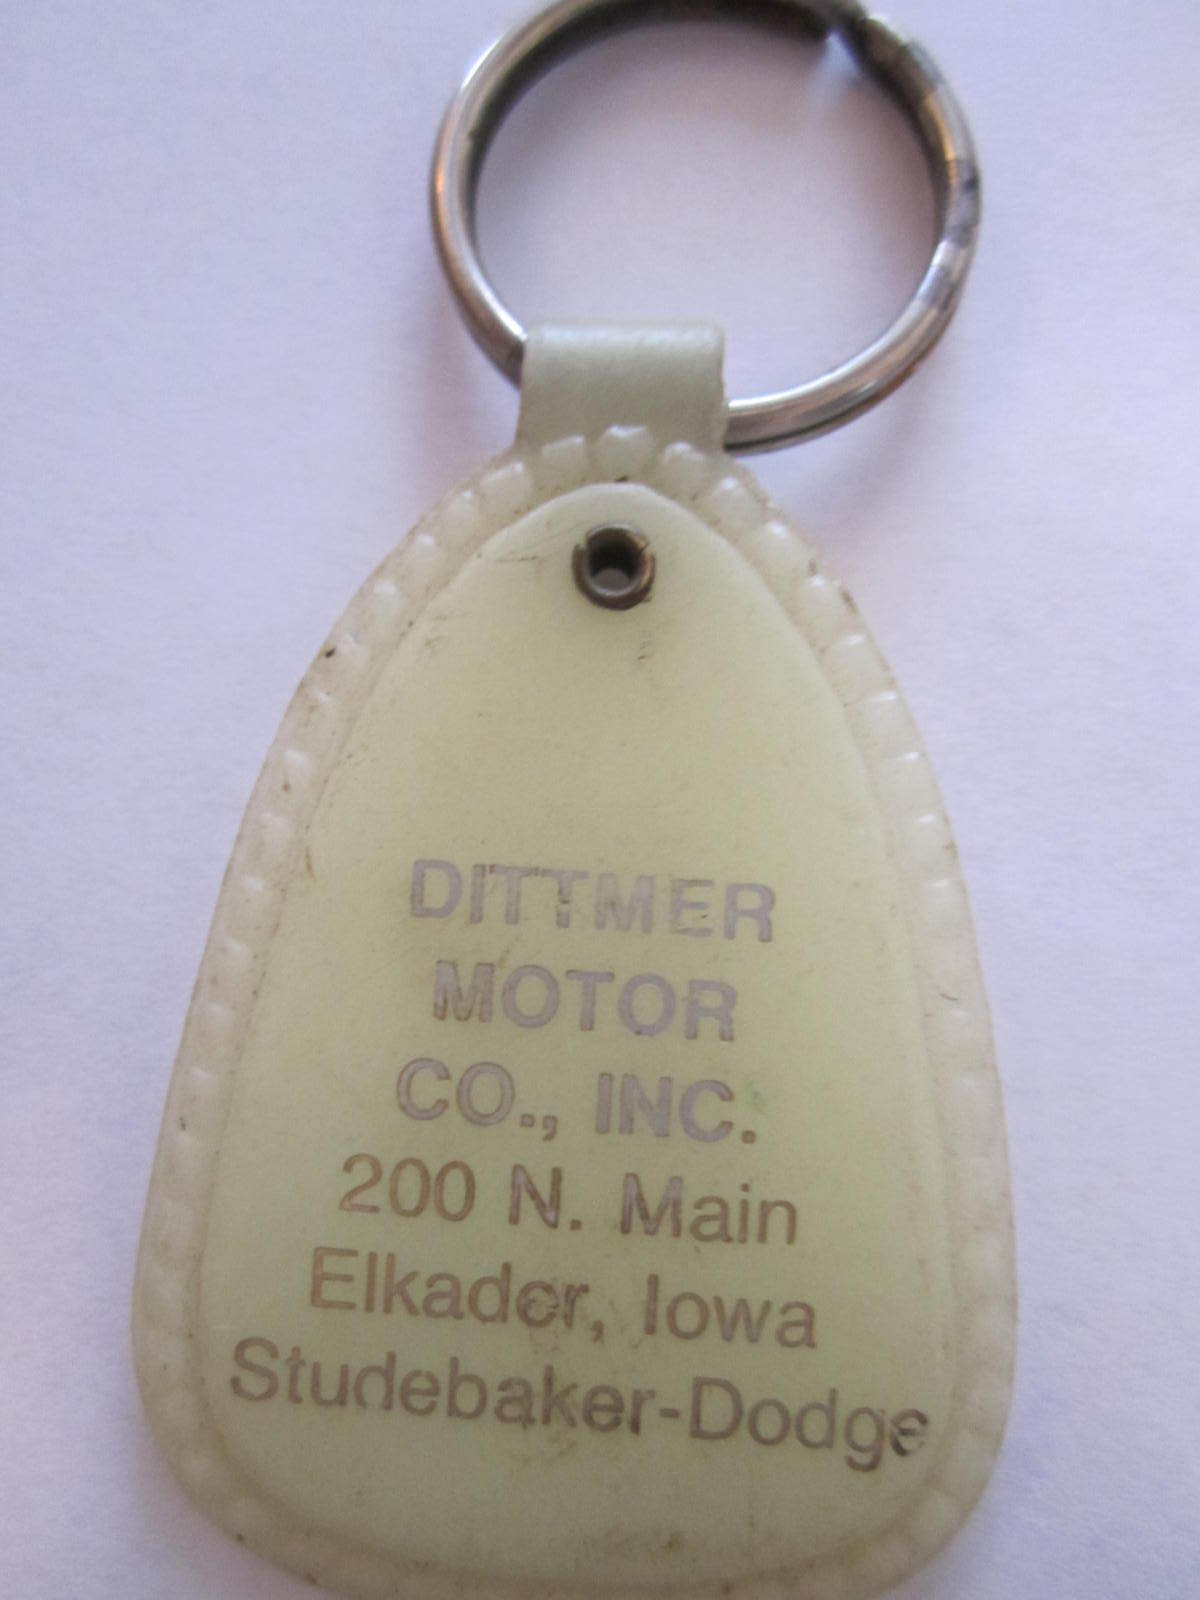 DITTMER
MOTOR
CO., INC.
200 N. Main
Elkader, Iowa
Studebaker-Dodge